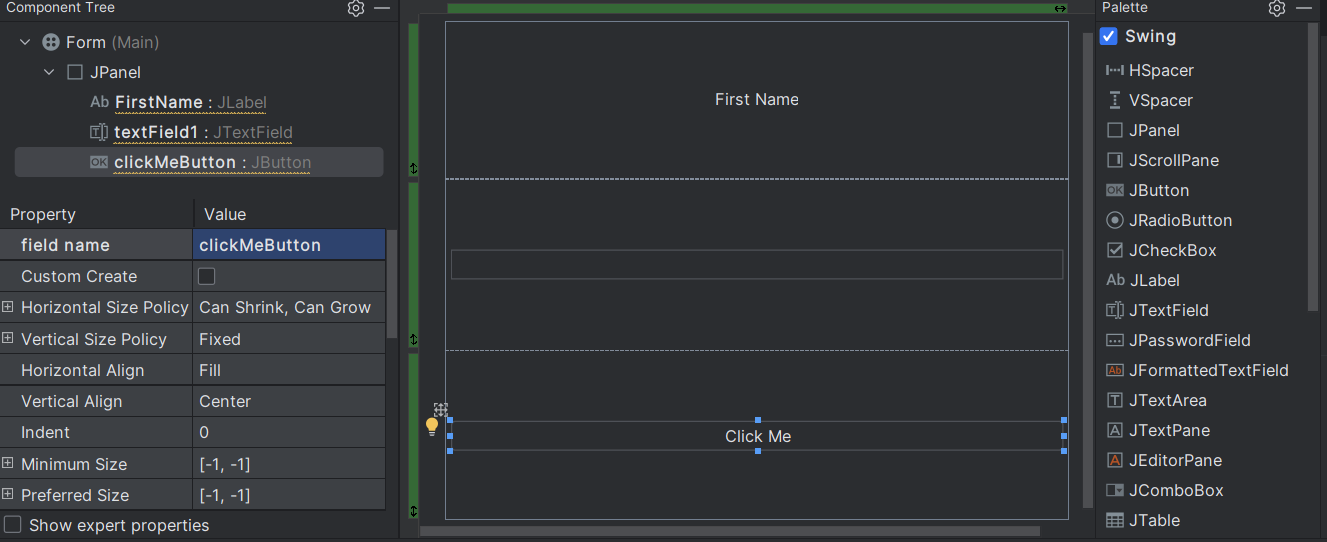 Component Tree
Form (Main)
JPanel
Ab FirstName : JLabel
T textField1 : JTextField
OK clickMeButton : JButton
Property Value
field name clickMeButton
Custom Create
Horizontal Size Policy Can Shrink, Can Grow
Vertical Size Policy Fixed
Horizontal Align Fill
Vertical Align Center
Indent 0
Minimum Size [-1, -1]
Preferred Size [-1, -1]
Show expert properties
First Name
Click Me
Palette
Swing
HSpacer
VSpacer
JPanel
JScrollPane
OK JButton
JRadioButton
JCheckBox
Ab JLabel
T JTextField
JPasswordField
Ab JFormattedTextField
T JTextArea
A JTextPane
A JEditorPane
JComboBox
JTable